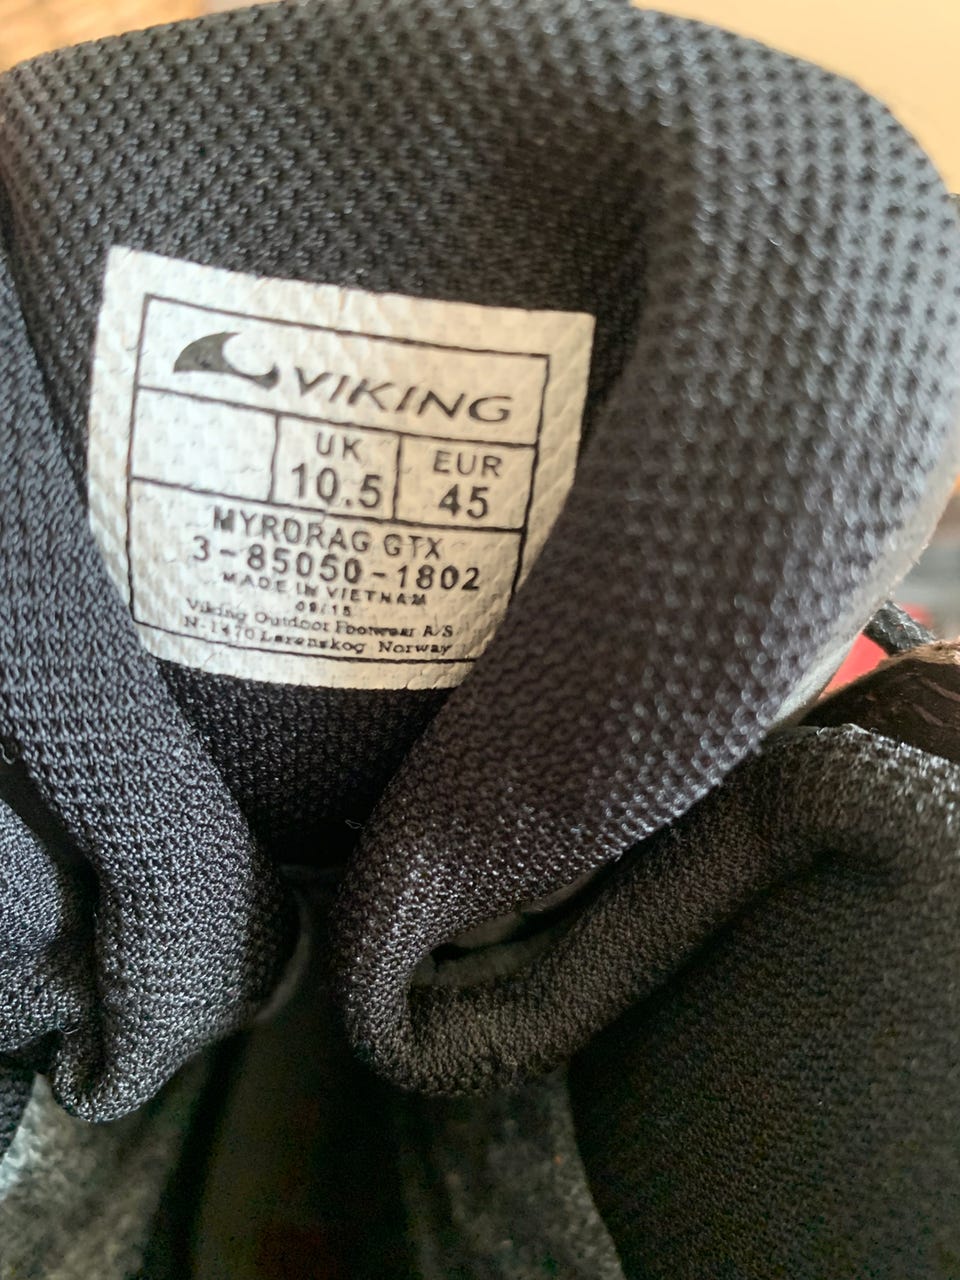 VIKING
UK
10.5
EUR
45
MYRORAG GTX
3-85050-1802
MADE IN VIETNAM
09/15
Viking Outdoor Footwear A/S
N-1470 Lørenskog Norway